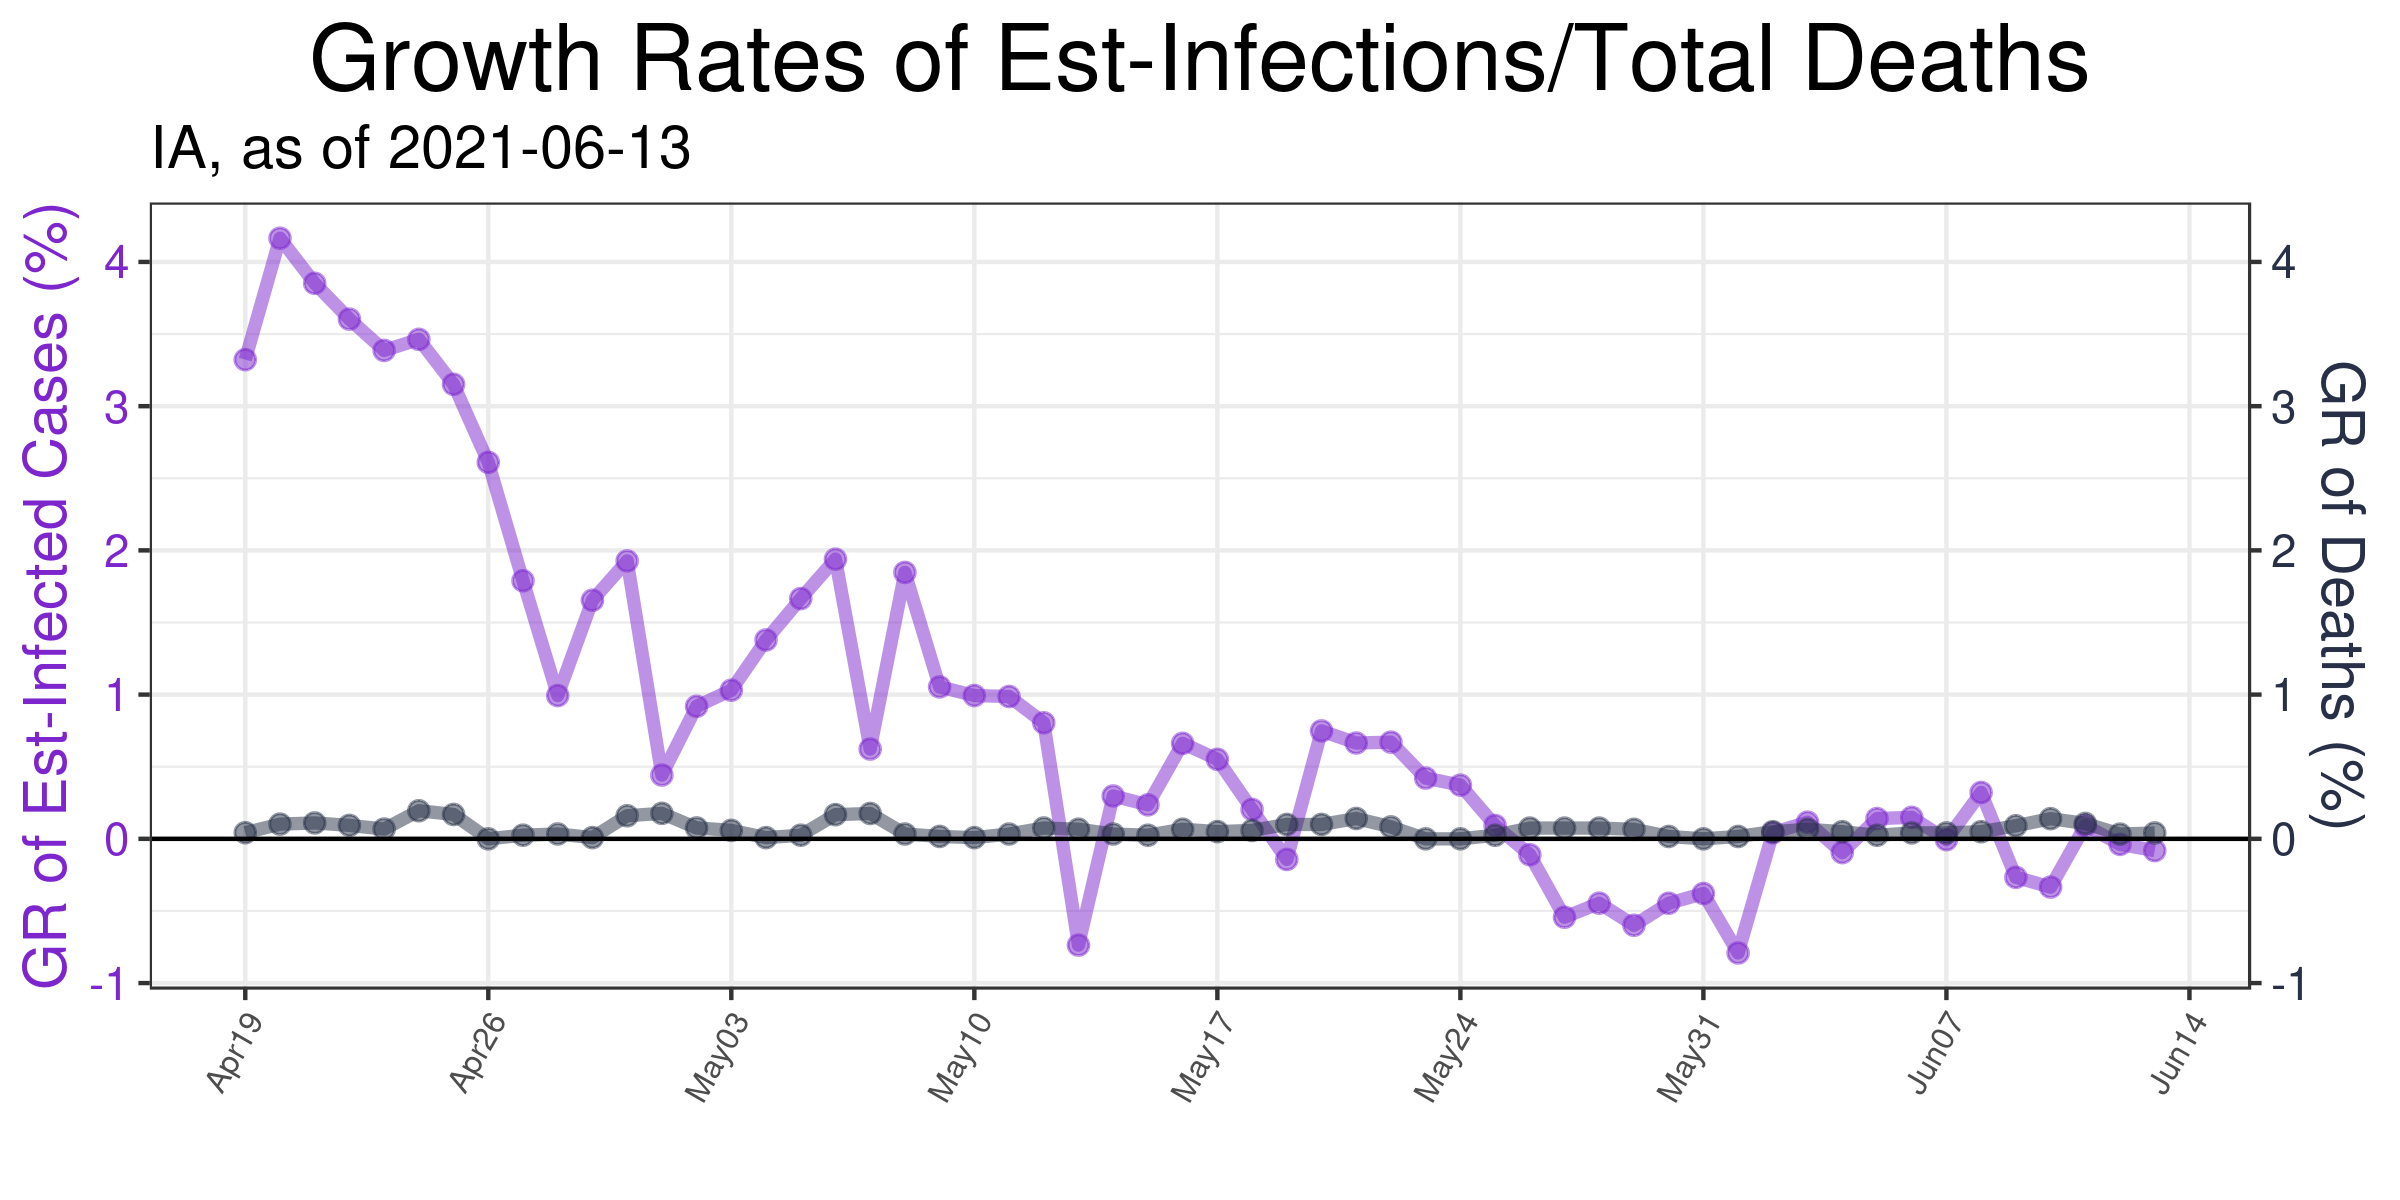 Growth Rates of Est-Infections/Total Deaths
IA, as of 2021-06-13
GR of Est-Infected Cases (%)
4
3
2
1
0
-1
4
3
2
1
0
-1
GR of Deaths (%)
Apr19
Apr26
May03
May10
May17
May24
May31
Jun07
Jun14